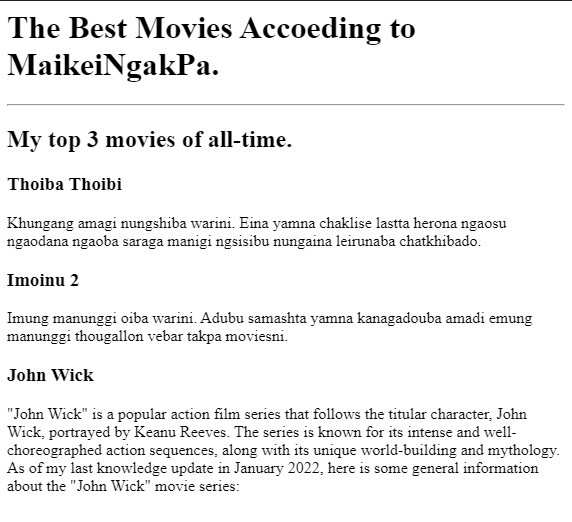 The Best Movies Accoeding to
MaikeiNgakPa.
My top 3 movies of all-time.
Thoiba Thoibi
Khungang amagi nungshiba warini. Eina yamna chaklise lastta herona ngaosu
ngaodana ngaoba saraga manigi ngsisibu nungaina leirunaba chatkhibado.
Imoinu 2
Imung manunggi oiba warini. Adubu samashta yamna kanagadouba amadi emung
manunggi thougallon vebar takpa moviesni.
John Wick
"John Wick" is a popular action film series that follows the titular character, John
Wick, portrayed by Keanu Reeves. The series is known for its intense and well-
choreographed action sequences, along with its unique world-building and mythology.
As of my last knowledge update in January 2022, here is some general information
about the "John Wick" movie series: